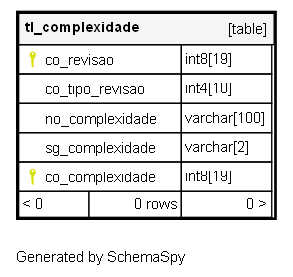 tl_complexidade [table]
co_revisao int8[19]
co_tipo_revisao int4[10]
no_complexidade varchar[100]
sg_complexidade varchar[2]
co_complexidade int8[19]
< 0 0 rows 0 >
Generated by SchemaSpy